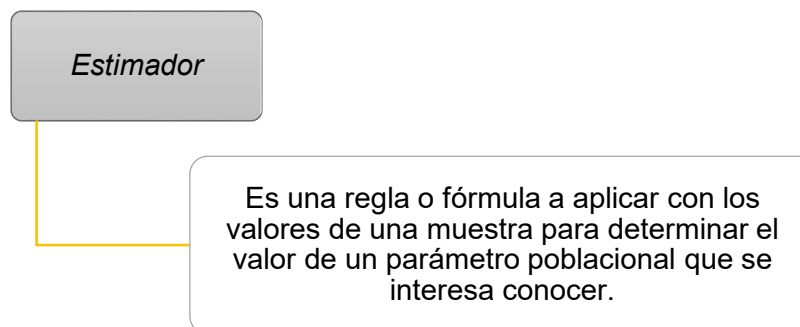 Estimador
Es una regla o fórmula a aplicar con los
valores de una muestra para determinar el
valor de un parámetro poblacional que se
interesa conocer.